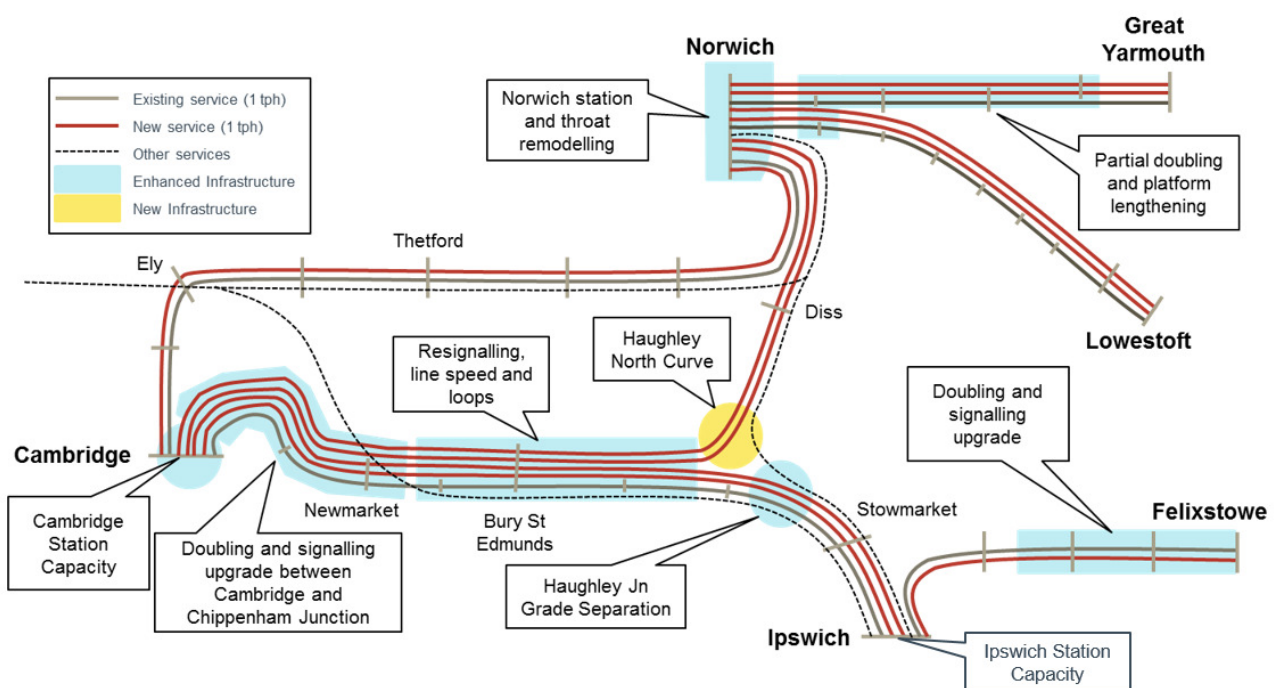 Great
Yarmouth
Norwich
Existing service (1 tph)
New service (1 tph)
Other services
Enhanced Infrastructure
New Infrastructure
Norwich station
and throat
remodelling
Partial doubling
and platform
lengthening
Thetford
Ely
Diss
Lowestoft
Haughley
North Curve
Resignalling,
line speed and
loops
Doubling and
signalling
upgrade
Cambridge
Newmarket
Bury St
Edmunds
Stowmarket
Felixstowe
Cambridge
Station
Capacity
Doubling and signalling
upgrade between
Cambridge and
Chippenham Junction
Haughley Jn
Grade Separation
Ipswich
Ipswich Station
Capacity